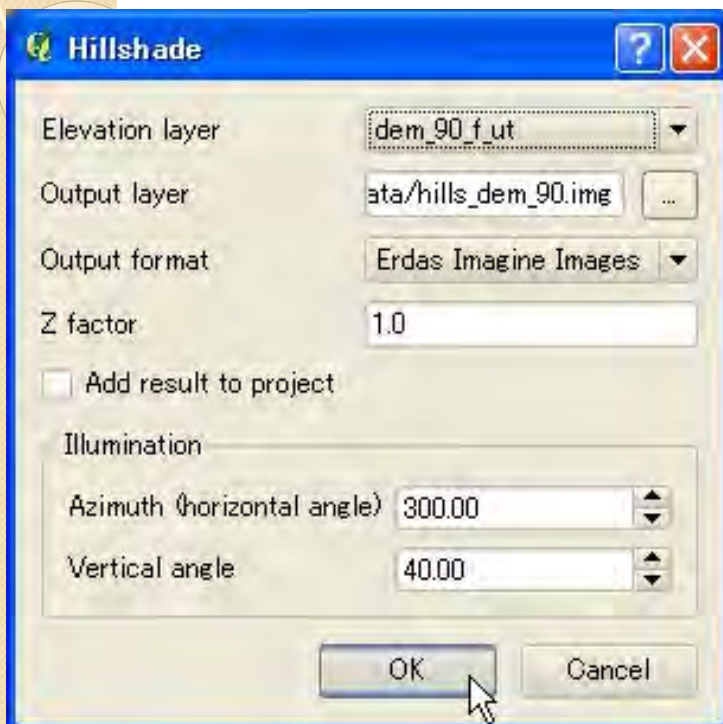 Hillshade
Elevation layer dem_90_f_ut
Output layer ata/hills_dem_90.img ...
Output format Erdas Imagine Images
Z factor 1.0
Add result to project
Illumination
Azimuth (horizontal angle) 300.00
Vertical angle 40.00
OK Cancel